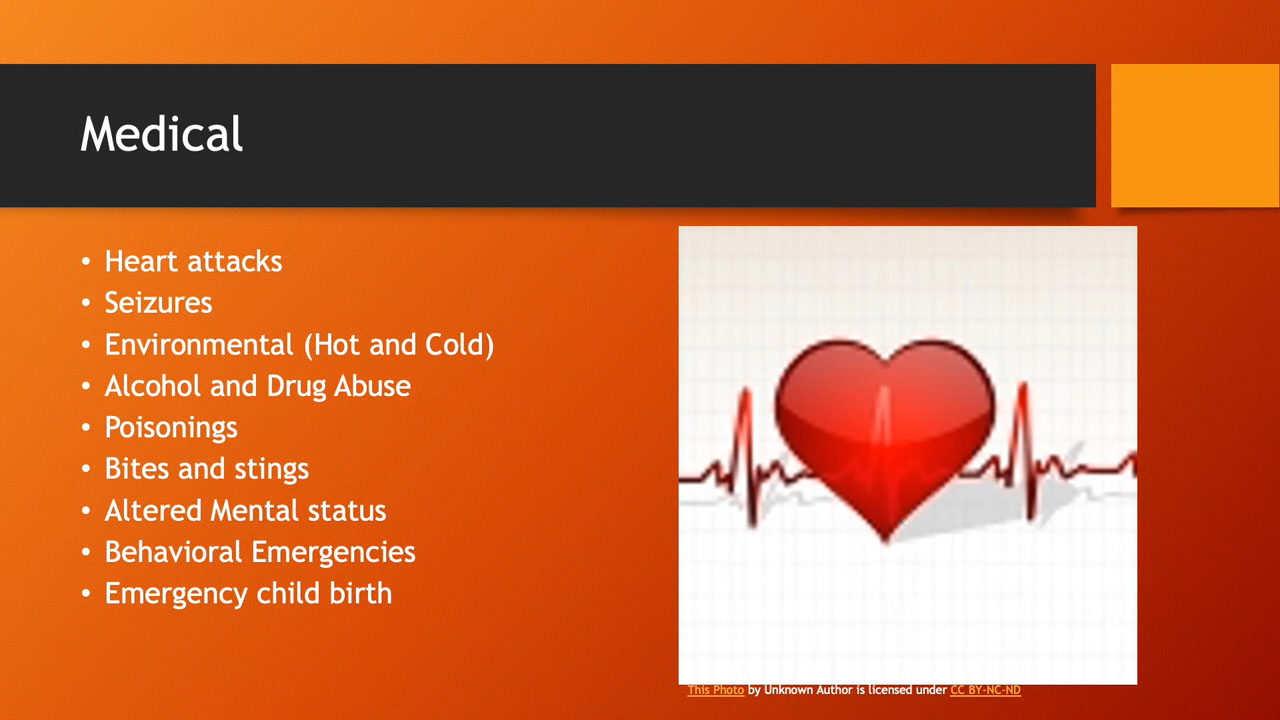 Medical
• Heart attacks
• Seizures
• Environmental (Hot and Cold)
• Alcohol and Drug Abuse
• Poisonings
• Bites and stings
• Altered Mental status
• Behavioral Emergencies
• Emergency child birth
This Photo by Unknown Author is licensed under CC BY-NC-ND